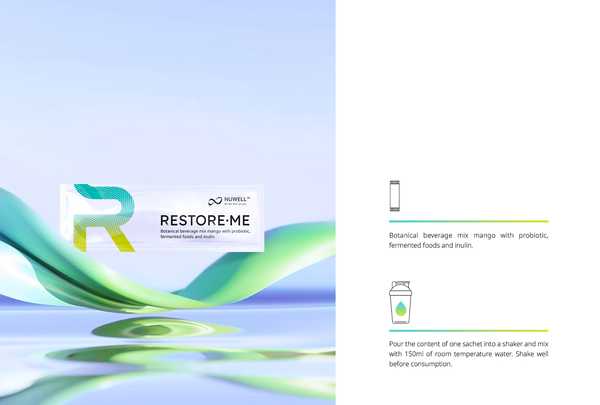 NUWELL™
RESTORE•ME
Botanical beverage mix mango with probiotic,
fermented foods and inulin.
Botanical beverage mix mango with probiotic,
fermented foods and inulin.
Pour the content of one sachet into a shaker and mix
with 150ml of room temperature water. Shake well
before consumption.